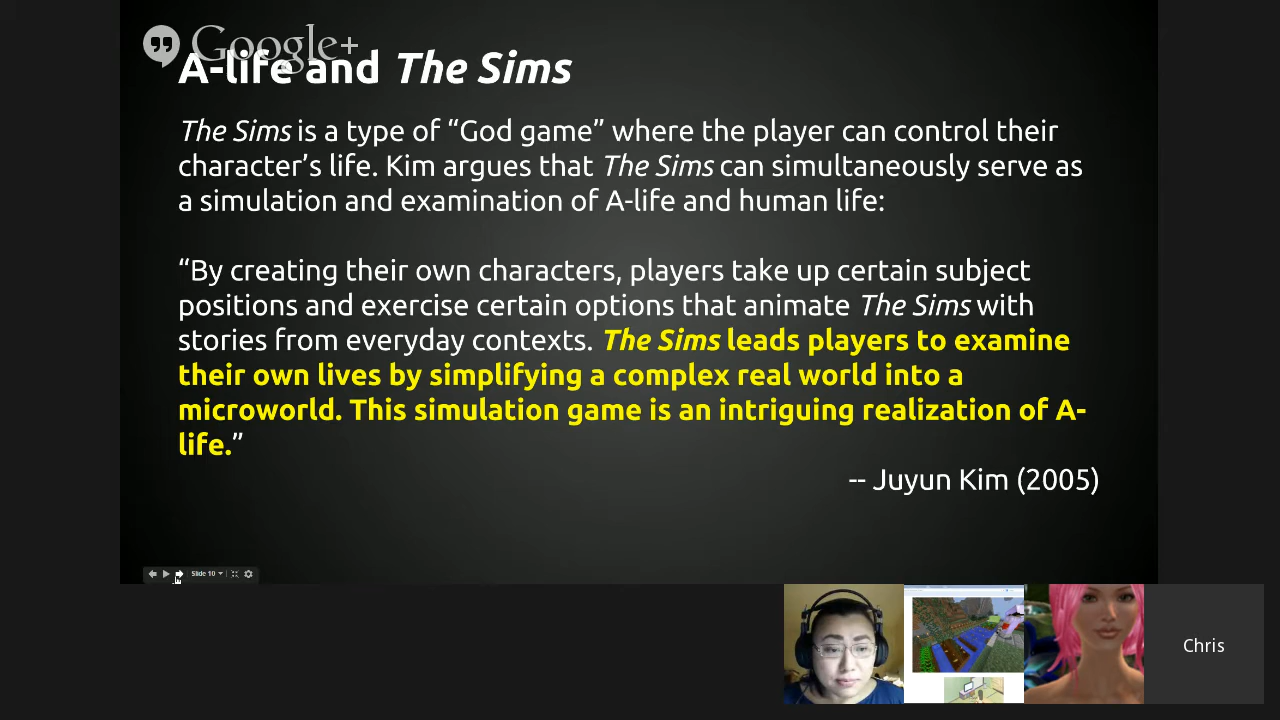 Google+
A-life and The Sims
The Sims is a type of “God game” where the player can control their
character’s life. Kim argues that The Sims can simultaneously serve as
a simulation and examination of A-life and human life:
“By creating their own characters, players take up certain subject
positions and exercise certain options that animate The Sims with
stories from everyday contexts. The Sims leads players to examine
their own lives by simplifying a complex real world into a
microworld. This simulation game is an intriguing realization of A-
life.”
-- Juyun Kim (2005)
Slide 10
Chris